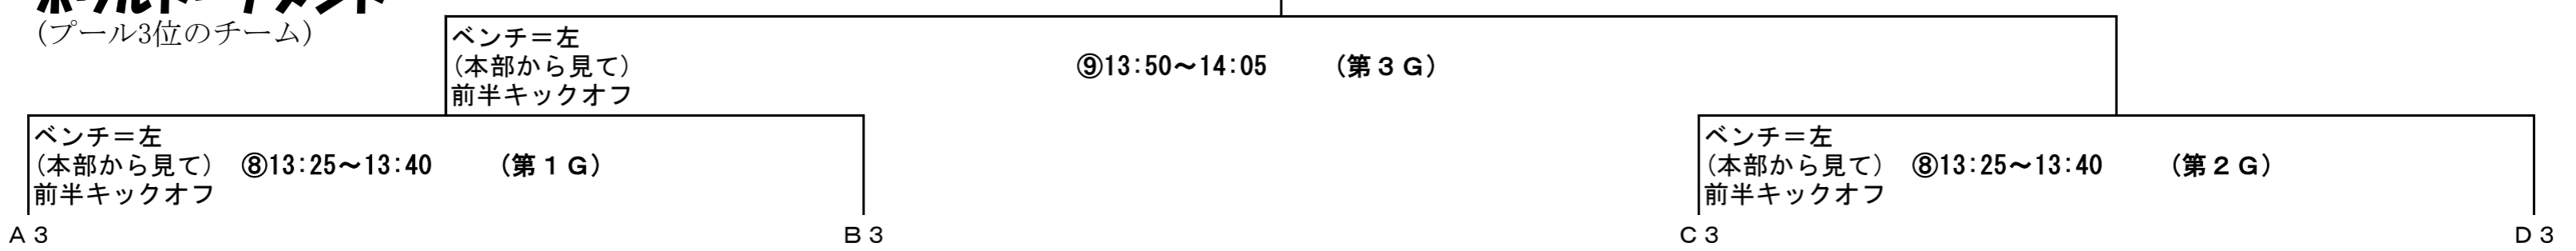 (プール3位のチーム)
ベンチ=左
(本部から見て)
前半キックオフ
⑨13:50～14:05 (第3G)
ベンチ=左
(本部から見て) ⑧13:25～13:40 (第1G)
前半キックオフ
ベンチ=左
(本部から見て) ⑧13:25～13:40 (第2G)
前半キックオフ
A3 B3 C3 D3